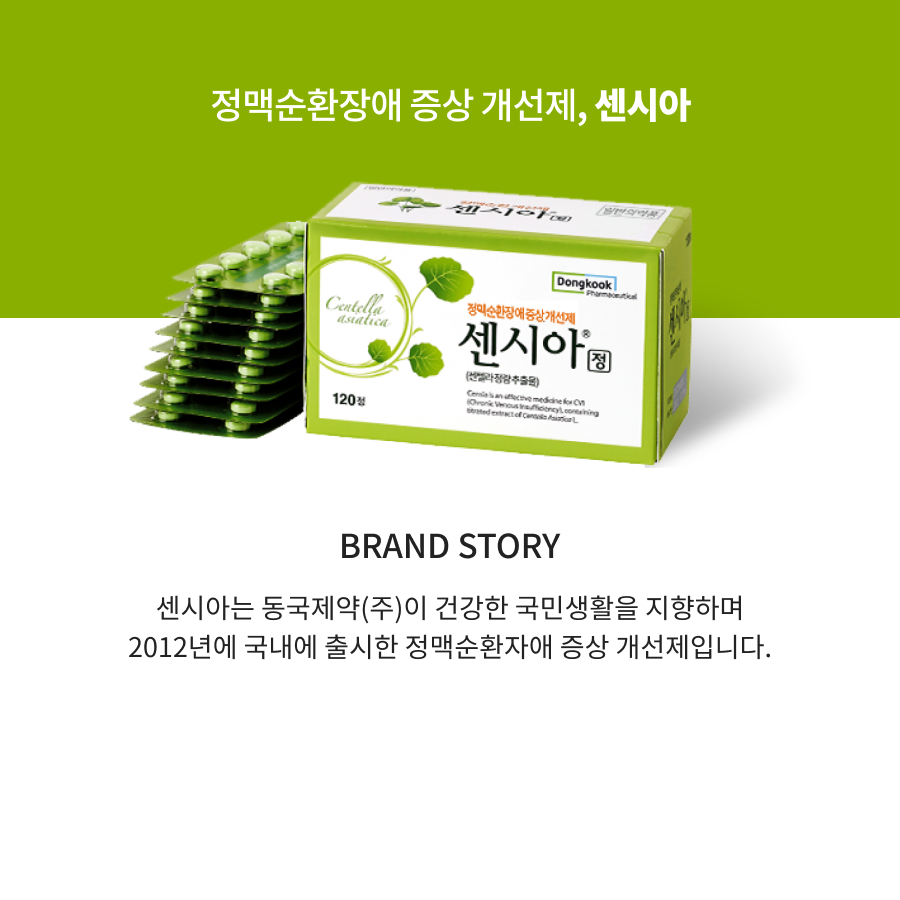 정맥순환장애 증상 개선제, 센시아
일반의약품
정맥순환 개선제
센시아 정
일반의약품
Centella
asiatica
Dongkook
Pharmaceutical
정맥순환장애 증상 개선제
센시아® 정
(센텔라 정량 추출물)
120정
Censia is an effective medicine for CVI
(Chronic Venous Insufficiency), containing
titrated extract of Centella Asiatica L.
센시아 정
BRAND STORY
센시아는 동국제약(주)이 건강한 국민생활을 지향하며
2012년에 국내에 출시한 정맥순환자애 증상 개선제입니다.